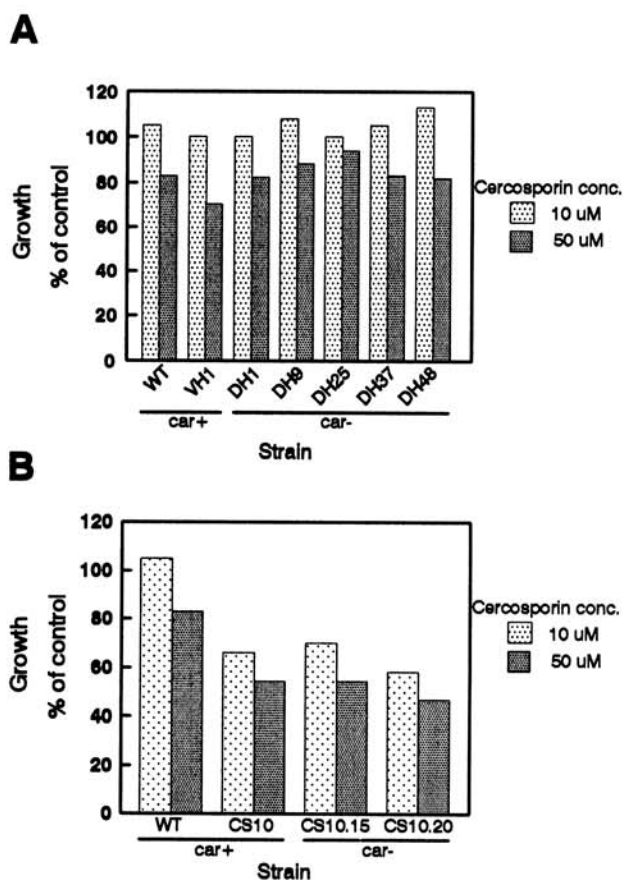 A
120
100
80
60
40
20
0
Growth
% of control
WT
VH1
DH1
DH9
DH25
DH37
DH48
car+
car-
Strain
Cercosporin conc.
10 uM
50 uM
B
120
100
80
60
40
20
0
Growth
% of control
WT
CS10
CS10.15
CS10.20
car+
car-
Strain
Cercosporin conc.
10 uM
50 uM